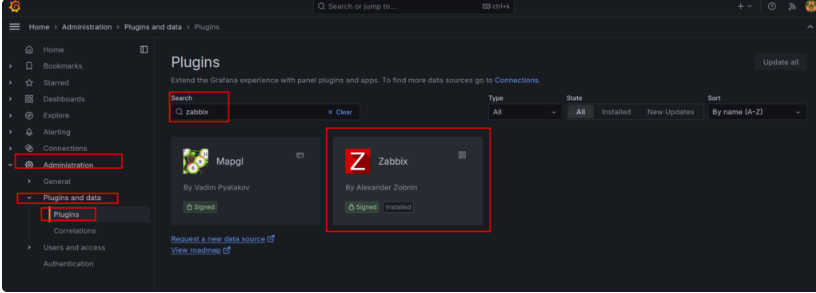 Search or jump to...
ctrl+k
Home › Administration › Plugins and data › Plugins
Home
Bookmarks
Starred
Dashboards
Explore
Alerting
Connections
Administration
General
Plugins and data
Plugins
Correlations
Users and access
Authentication
Plugins
Update all
Extend the Grafana experience with panel plugins and apps. To find more data sources go to Connections.
Search
zabbix
× Clear
Type
All
State
All Installed New Updates
Sort
By name (A-Z)
Mapgl
By Vadim Pyatakov
Signed
Z Zabbix
By Alexander Zobnin
Signed Installed
Request a new data source
View roadmap